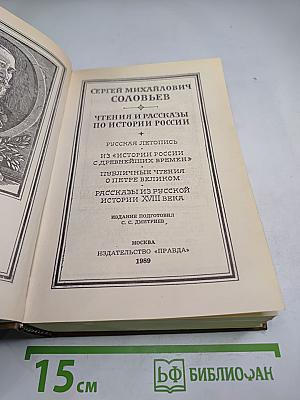 СЕРГЕЙ МИХАЙЛОВИЧ
СОЛОВЬЕВ
ЧТЕНИЯ И РАССКАЗЫ
ПО ИСТОРИИ РОССИИ
РУССКАЯ ЛЕТОПИСЬ
ИЗ «ИСТОРИИ РОССИИ
С ДРЕВНЕЙШИХ ВРЕМЕН»
ПУБЛИЧНЫЕ ЧТЕНИЯ
О ПЕТРЕ ВЕЛИКОМ
РАССКАЗЫ ИЗ РУССКОЙ
ИСТОРИИ XVIII ВЕКА
ИЗДАНИЕ ПОДГОТОВИЛ
С. С. ДМИТРИЕВ
МОСКВА
ИЗДАТЕЛЬСТВО «ПРАВДА»
1989
15 см
БФ БИБЛИОФАН